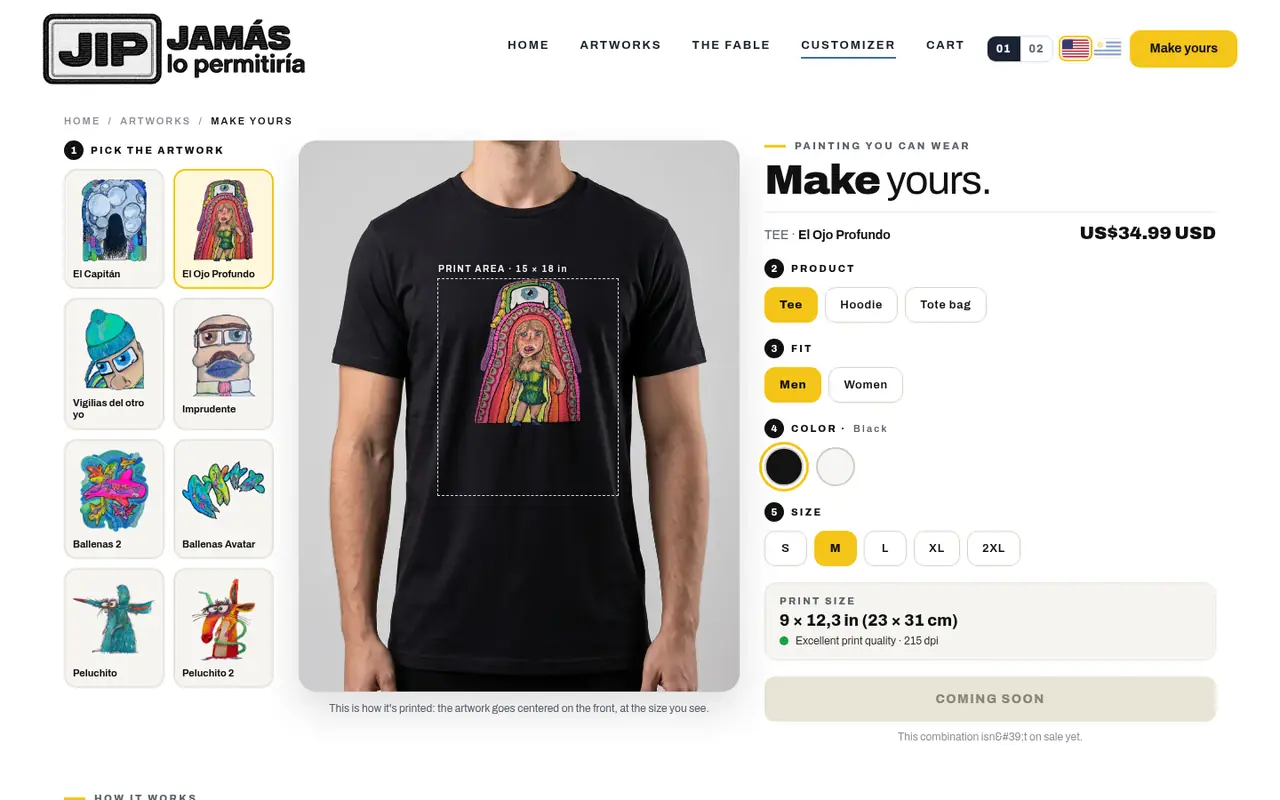 JIP
JAMÁS
lo permitiría
HOME
ARTWORKS
THE FABLE
CUSTOMIZER
CART
01
02
Make yours
HOME / ARTWORKS / MAKE YOURS
1 PICK THE ARTWORK
El Capitán
El Ojo Profundo
Vigilias del otro
yo
Imprudente
Ballenas 2
Ballenas Avatar
Peluchito
Peluchito 2
PRINT AREA · 15 × 18 in
This is how it's printed: the artwork goes centered on the front, at the size you see.
PAINTING YOU CAN WEAR
Make yours.
TEE · El Ojo Profundo
US$34.99 USD
2 PRODUCT
Tee
Hoodie
Tote bag
3 FIT
Men
Women
4 COLOR · Black
5 SIZE
S
M
L
XL
2XL
PRINT SIZE
9 × 12,3 in (23 × 31 cm)
Excellent print quality · 215 dpi
COMING SOON
This combination isn&#39;t on sale yet.
HOW IT WORKS